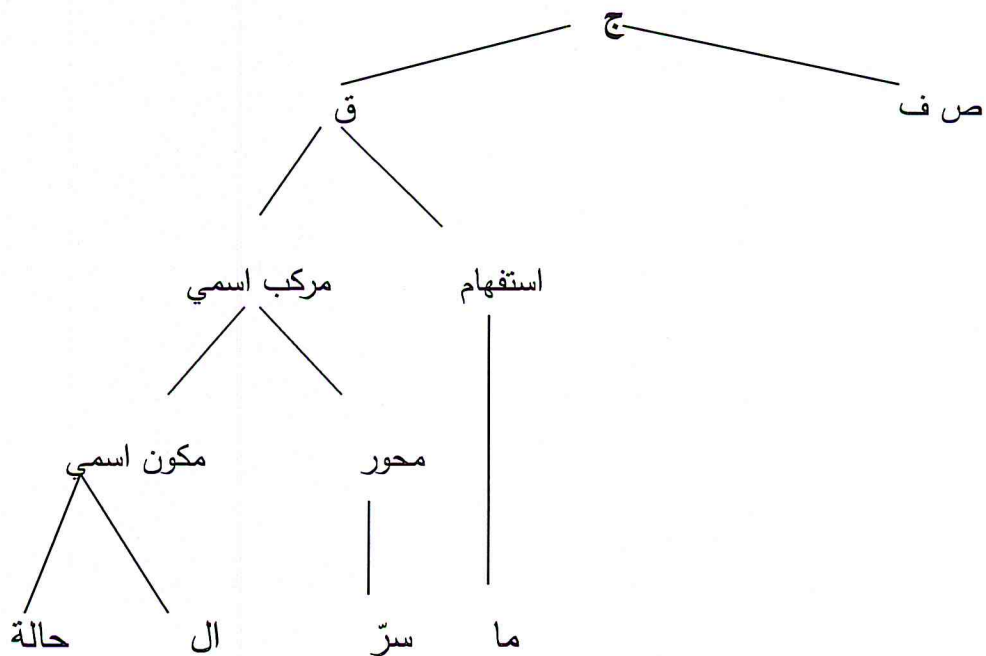 ج
ص ف
ق
استفهام
مركب اسمي
محور
مكون اسمي
ما
سرّ
ال
حالة